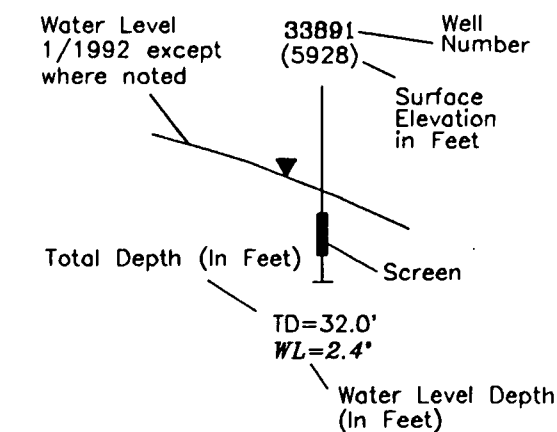 Water Level
1/1992 except
where noted
33891
(5928)
Well
Number
Surface
Elevation
in Feet
Total Depth (In Feet)
Screen
TD=32.0'
WL=2.4'
Water Level Depth
(In Feet)